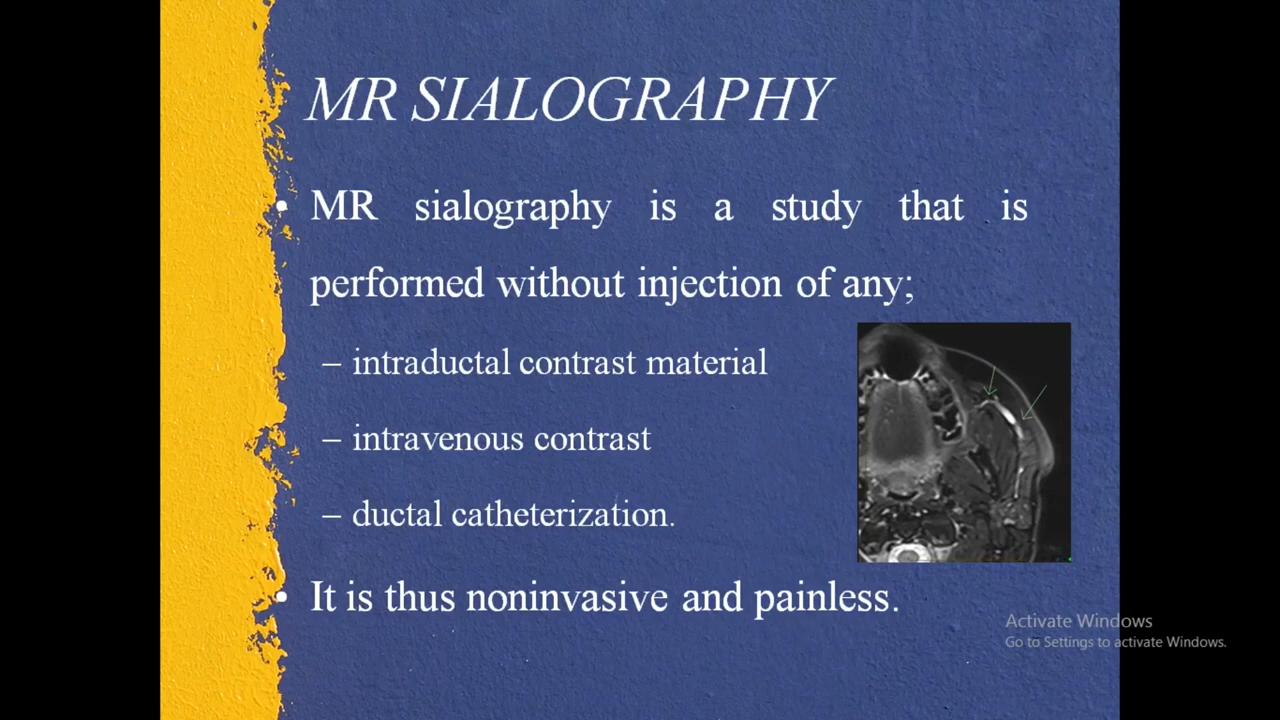 MR SIALOGRAPHY
• MR sialography is a study that is
performed without injection of any;
– intraductal contrast material
– intravenous contrast
– ductal catheterization.
• It is thus noninvasive and painless.
Activate Windows
Go to Settings to activate Windows.